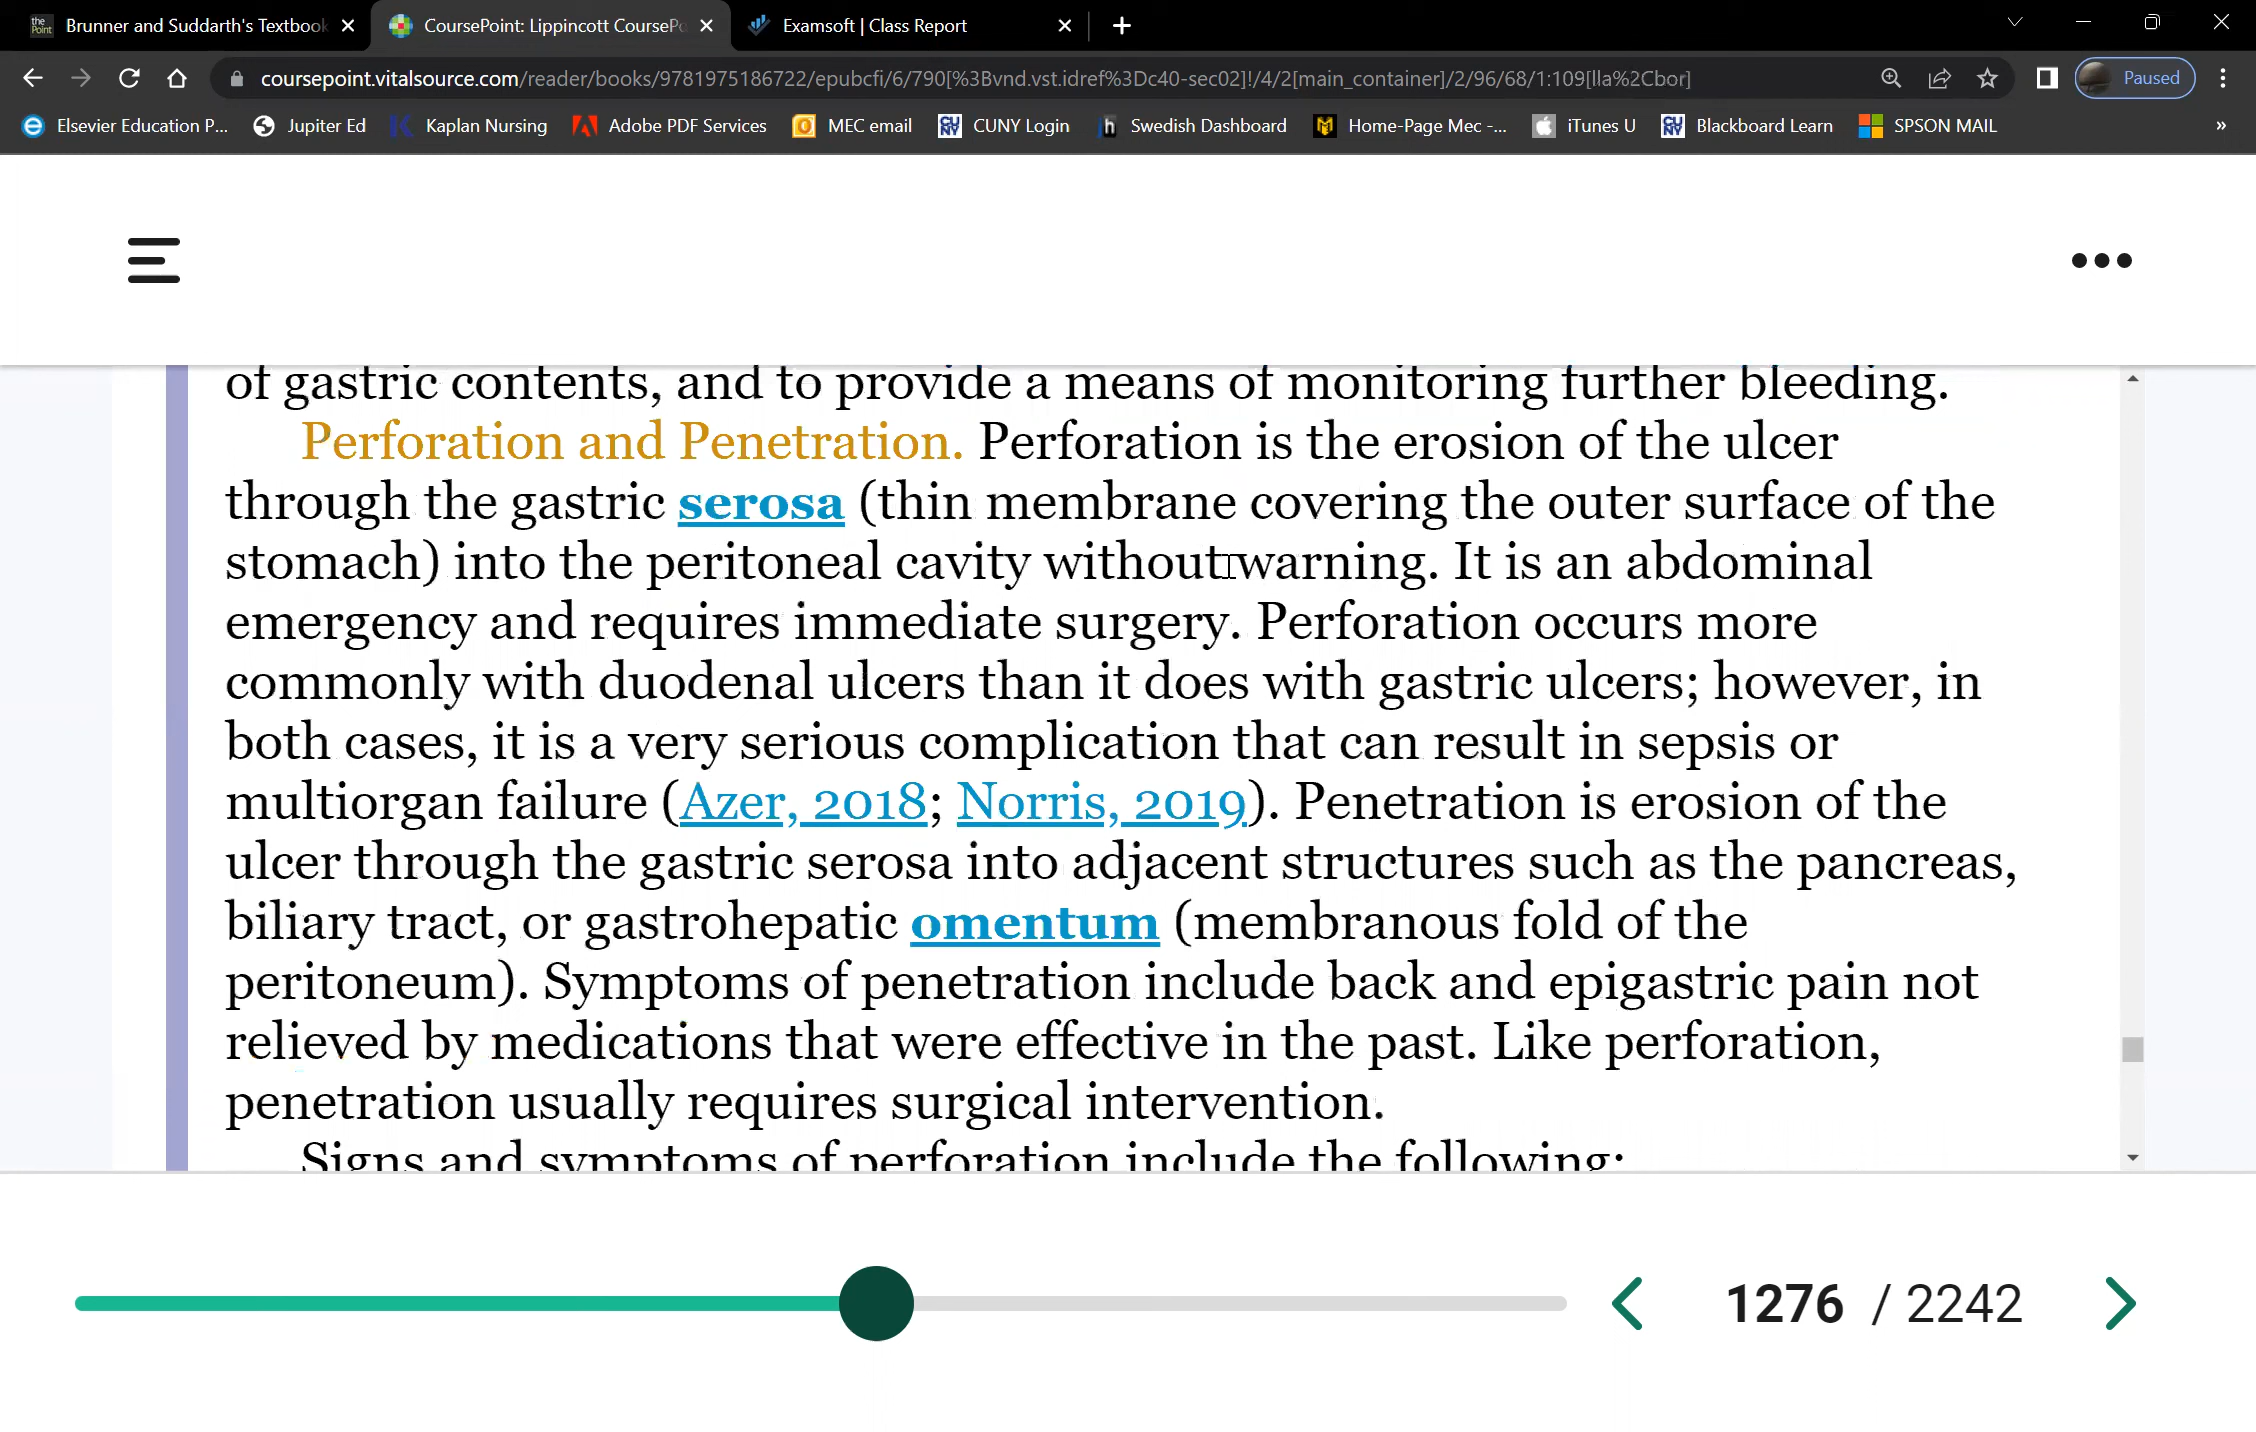 the Point Brunner and Suddarth's Textbook
CoursePoint: Lippincott CourseP
Examsoft | Class Report
coursepoint.vitalsource.com/reader/books/9781975186722/epubcfi/6/790[%3Bvnd.vst.idref%3Dc40-sec02]!/4/2[main_container]/2/96/68/1:109[lla%2Cbor]
Paused
Elsevier Education P... Jupiter Ed Kaplan Nursing Adobe PDF Services MEC email CUNY Login Swedish Dashboard Home-Page Mec -... iTunes U Blackboard Learn SPSON MAIL »
of gastric contents, and to provide a means of monitoring further bleeding.
Perforation and Penetration. Perforation is the erosion of the ulcer
through the gastric serosa (thin membrane covering the outer surface of the
stomach) into the peritoneal cavity without warning. It is an abdominal
emergency and requires immediate surgery. Perforation occurs more
commonly with duodenal ulcers than it does with gastric ulcers; however, in
both cases, it is a very serious complication that can result in sepsis or
multiorgan failure (Azer, 2018; Norris, 2019). Penetration is erosion of the
ulcer through the gastric serosa into adjacent structures such as the pancreas,
biliary tract, or gastrohepatic omentum (membranous fold of the
peritoneum). Symptoms of penetration include back and epigastric pain not
relieved by medications that were effective in the past. Like perforation,
penetration usually requires surgical intervention.
Signs and symptoms of perforation include the following:
1276 / 2242